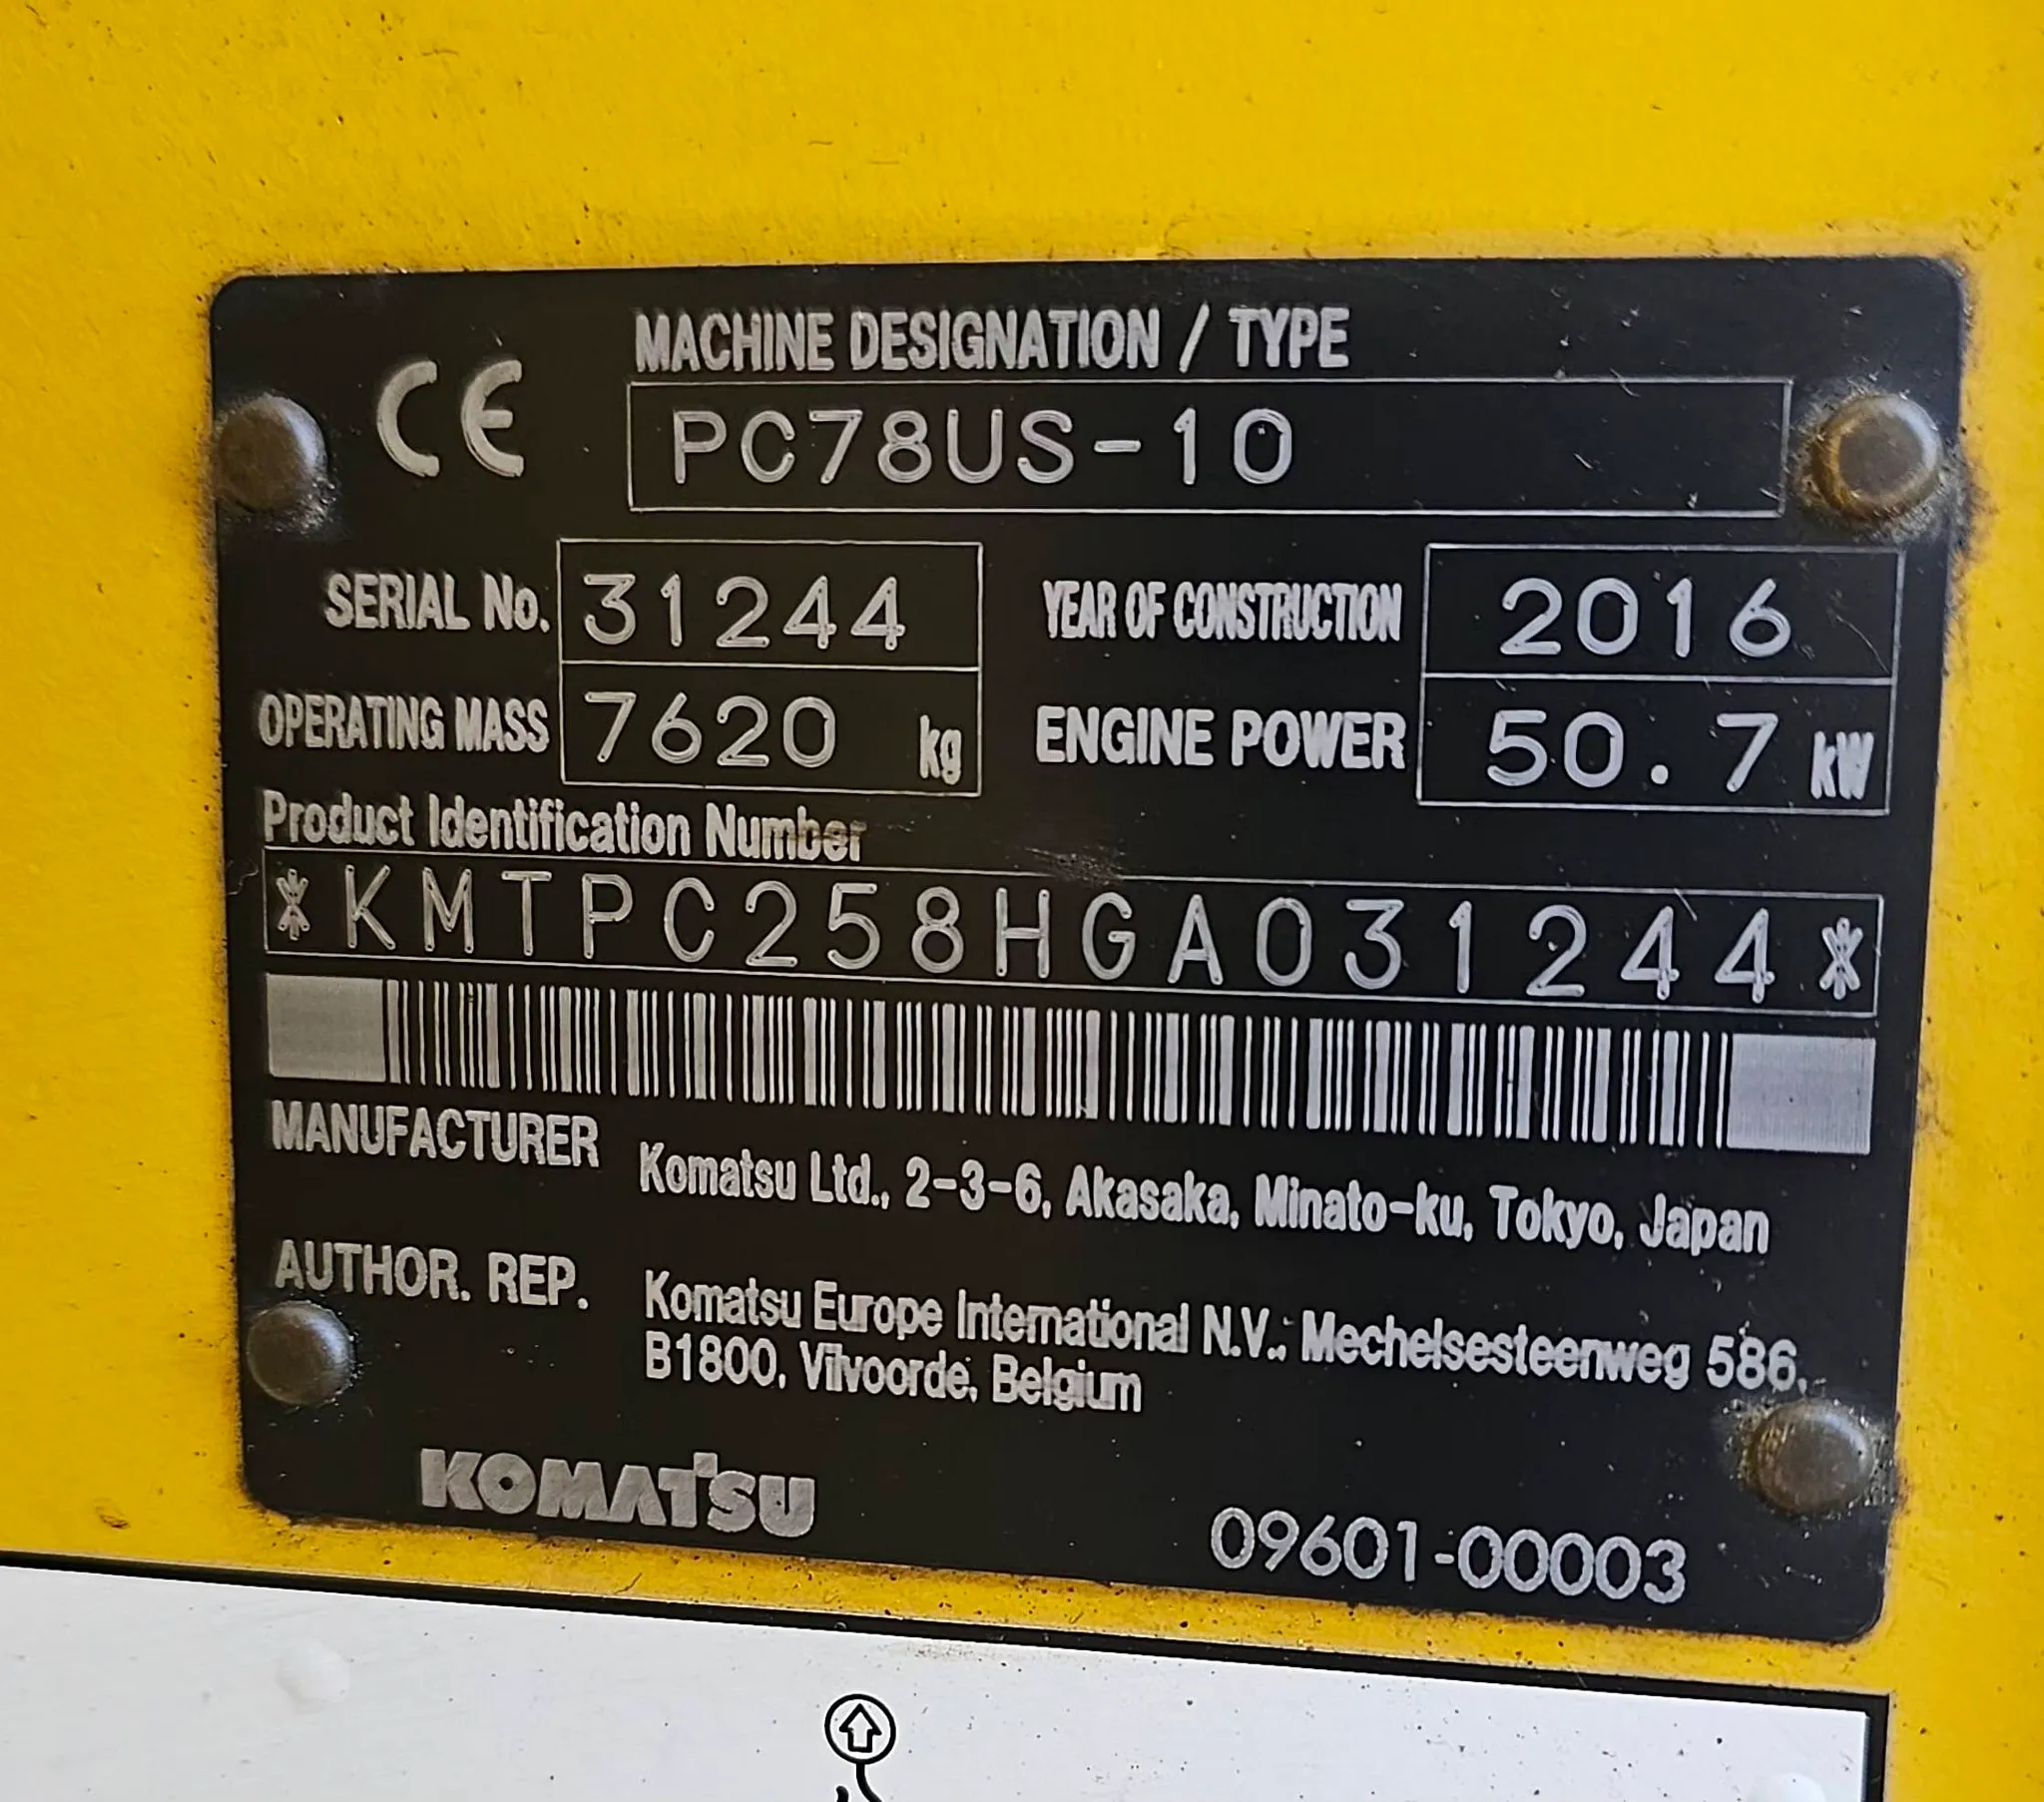 CE
MACHINE DESIGNATION / TYPE
PC78US-10
SERIAL No. 31244 YEAR OF CONSTRUCTION 2016
OPERATING MASS 7620 kg ENGINE POWER 50.7 kW
Product Identification Number
*KMTPC258HGA031244*
MANUFACTURER Komatsu Ltd., 2-3-6, Akasaka, Minato-ku, Tokyo, Japan
AUTHOR. REP. Komatsu Europe International N.V.; Mechelsesteenweg 586,
B1800, Vilvoorde, Belgium
KOMATSU 09601-00003